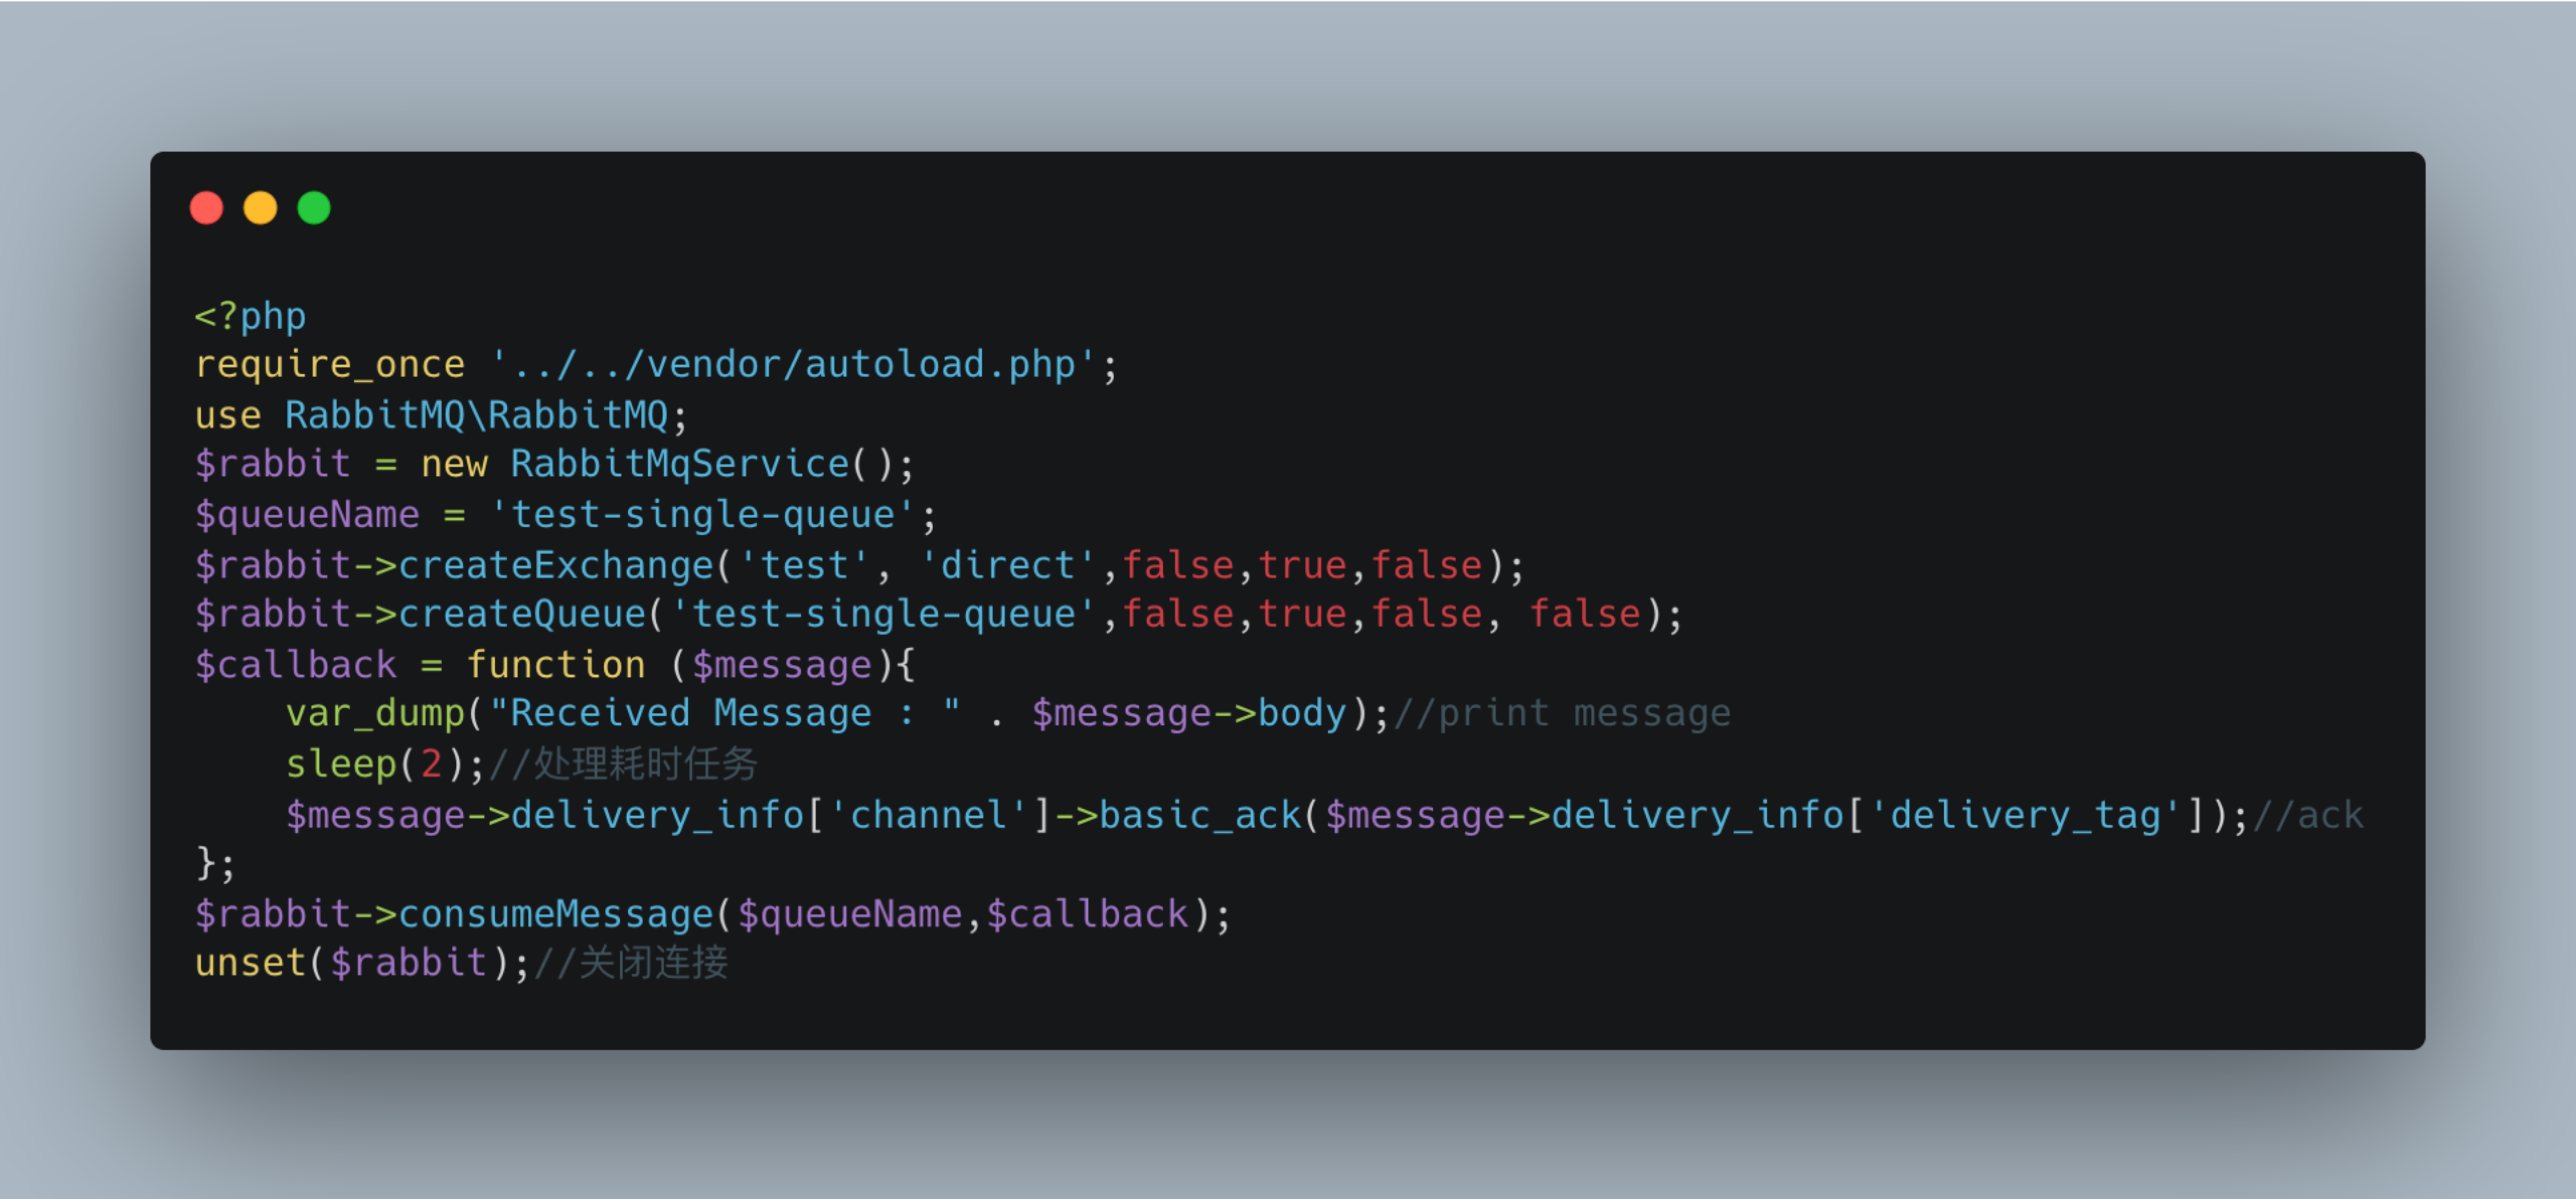 <?php
require_once '../../vendor/autoload.php';
use RabbitMQ\RabbitMQ;
$rabbit = new RabbitMqService();
$queueName = 'test-single-queue';
$rabbit->createExchange('test', 'direct',false,true,false);
$rabbit->createQueue('test-single-queue',false,true,false, false);
$callback = function ($message){
    var_dump("Received Message : " . $message->body);//print message
    sleep(2);//处理耗时任务
    $message->delivery_info['channel']->basic_ack($message->delivery_info['delivery_tag']);//ack
};
$rabbit->consumeMessage($queueName,$callback);
unset($rabbit);//关闭连接